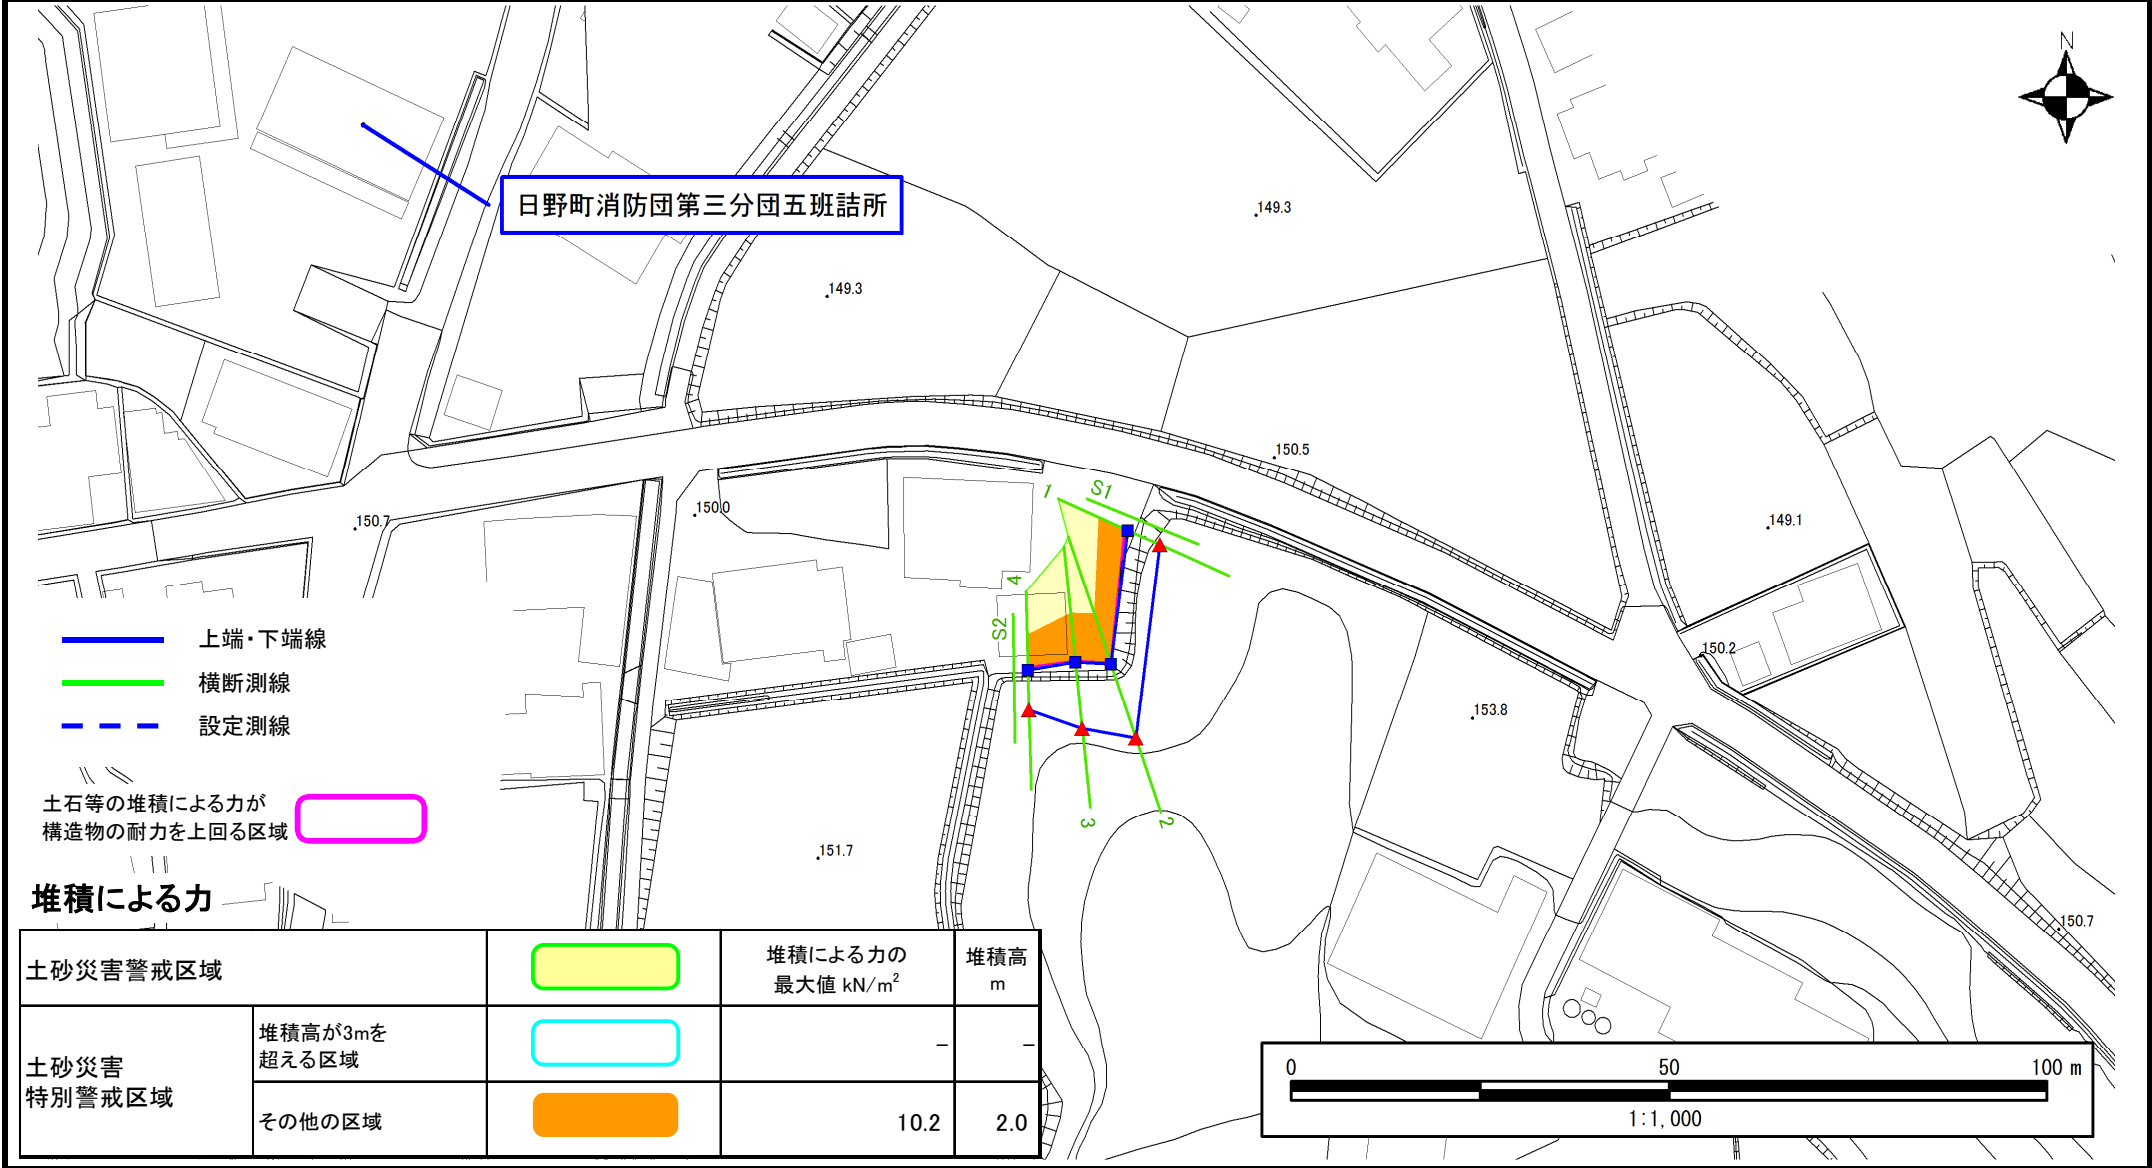 N
日野町消防団第三分団五班詰所
149.3
149.3
150.5
150.0
150.7
149.1
1
S1
4
S2
3
2
150.2
153.8
151.7
150.7
上端・下端線
横断測線
設定測線
土石等の堆積による力が
構造物の耐力を上回る区域
堆積による力
土砂災害警戒区域
堆積による力の
最大値 kN/m²
堆積高
m
土砂災害
特別警戒区域
堆積高が3mを
超える区域
–
–
その他の区域
10.2
2.0
0
50
100 m
1:1,000